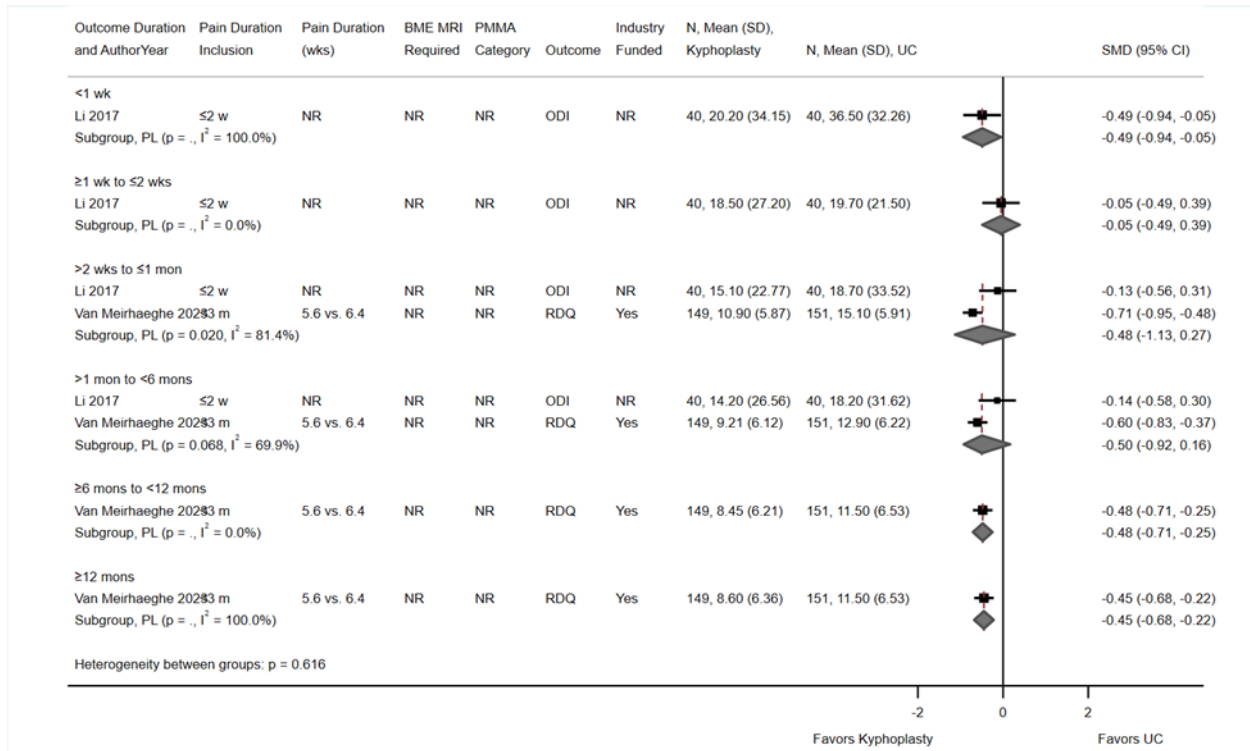 Outcome Duration Pain Duration Pain Duration BME MRI PMMA Industry N, Mean (SD),
and AuthorYear Inclusion (wks) Required Category Outcome Funded Kyphoplasty N, Mean (SD), UC SMD (95% CI)
<1 wk
Li 2017 ≤2 w NR NR NR ODI NR 40, 20.20 (34.15) 40, 36.50 (32.26) -0.49 (-0.94, -0.05)
Subgroup, PL (p = ., I² = 100.0%) -0.49 (-0.94, -0.05)
≥1 wk to ≤2 wks
Li 2017 ≤2 w NR NR NR ODI NR 40, 18.50 (27.20) 40, 19.70 (21.50) -0.05 (-0.49, 0.39)
Subgroup, PL (p = ., I² = 0.0%) -0.05 (-0.49, 0.39)
>2 wks to ≤1 mon
Li 2017 ≤2 w NR NR NR ODI NR 40, 15.10 (22.77) 40, 18.70 (33.52) -0.13 (-0.56, 0.31)
Van Meirhaeghe m 5.6 vs. 6.4 NR NR RDQ Yes 149, 10.90 (5.87) 151, 15.10 (5.91) -0.71 (-0.95, -0.48)
Subgroup, PL (p = 0.020, I² = 81.4%) -0.48 (-1.13, 0.27)
>1 mon to <6 mons
Li 2017 ≤2 w NR NR NR ODI NR 40, 14.20 (26.56) 40, 18.20 (31.62) -0.14 (-0.58, 0.30)
Van Meirhaeghe m 5.6 vs. 6.4 NR NR RDQ Yes 149, 9.21 (6.12) 151, 12.90 (6.22) -0.60 (-0.83, -0.37)
Subgroup, PL (p = 0.068, I² = 69.9%) -0.50 (-0.92, 0.16)
≥6 mons to <12 mons
Van Meirhaeghe m 5.6 vs. 6.4 NR NR RDQ Yes 149, 8.45 (6.21) 151, 11.50 (6.53) -0.48 (-0.71, -0.25)
Subgroup, PL (p = ., I² = 0.0%) -0.48 (-0.71, -0.25)
≥12 mons
Van Meirhaeghe m 5.6 vs. 6.4 NR NR RDQ Yes 149, 8.60 (6.36) 151, 11.50 (6.53) -0.45 (-0.68, -0.22)
Subgroup, PL (p = ., I² = 100.0%) -0.45 (-0.68, -0.22)
Heterogeneity between groups: p = 0.616
-2 0 2
Favors Kyphoplasty Favors UC